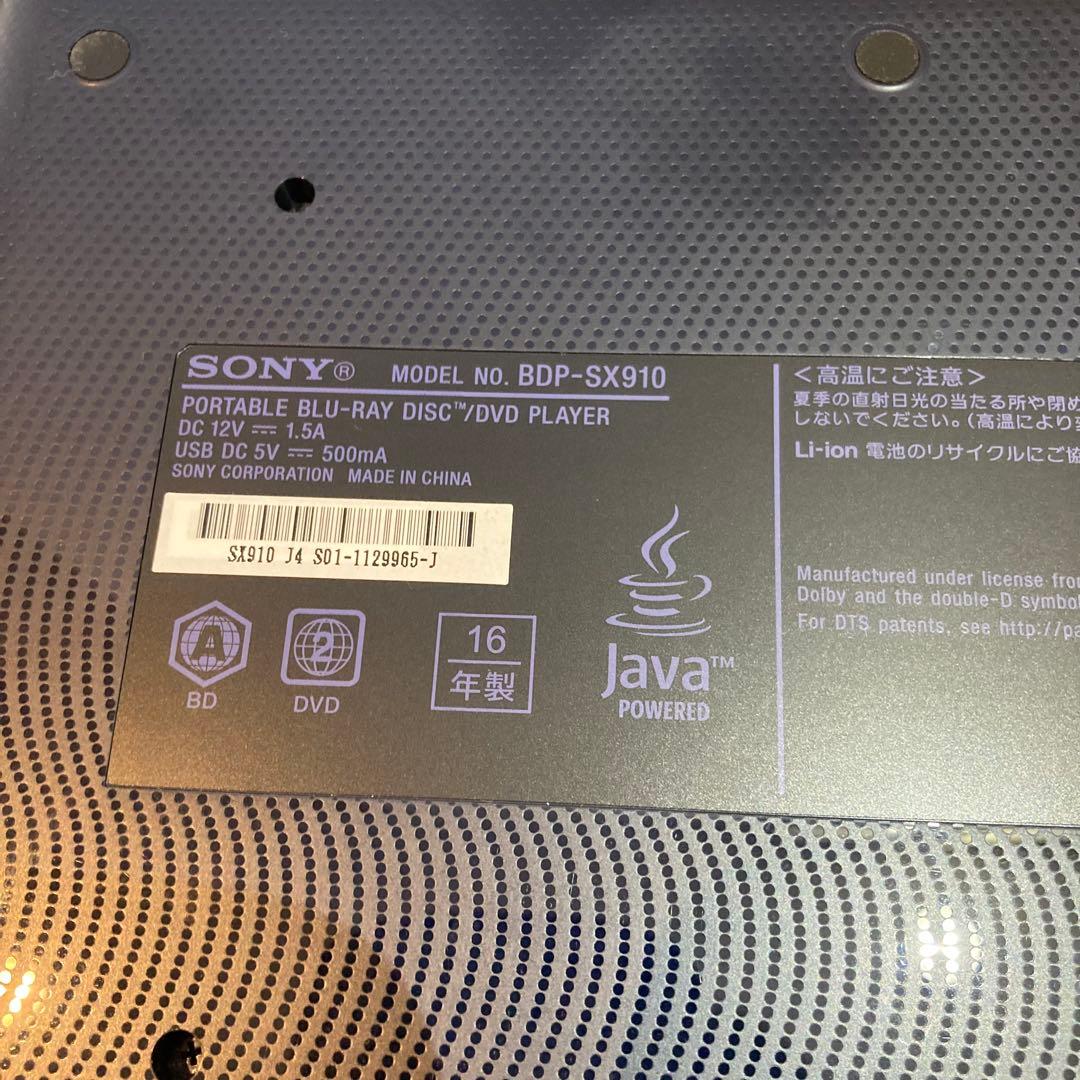 SONY® MODEL NO. BDP-SX910
PORTABLE BLU-RAY DISC™/DVD PLAYER
DC 12V ⎓ 1.5A
USB DC 5V ⎓ 500mA
SONY CORPORATION MADE IN CHINA
SX910 J4 S01-1129965-J
A
BD
2
DVD
16
年製
Java™
POWERED
<高温にご注意>
夏季の直射日光の当たる所や閉め
しないでください。(高温により
Li-ion 電池のリサイクルにご協
Manufactured under license from
Dolby and the double-D symbol
For DTS patents, see http://pa